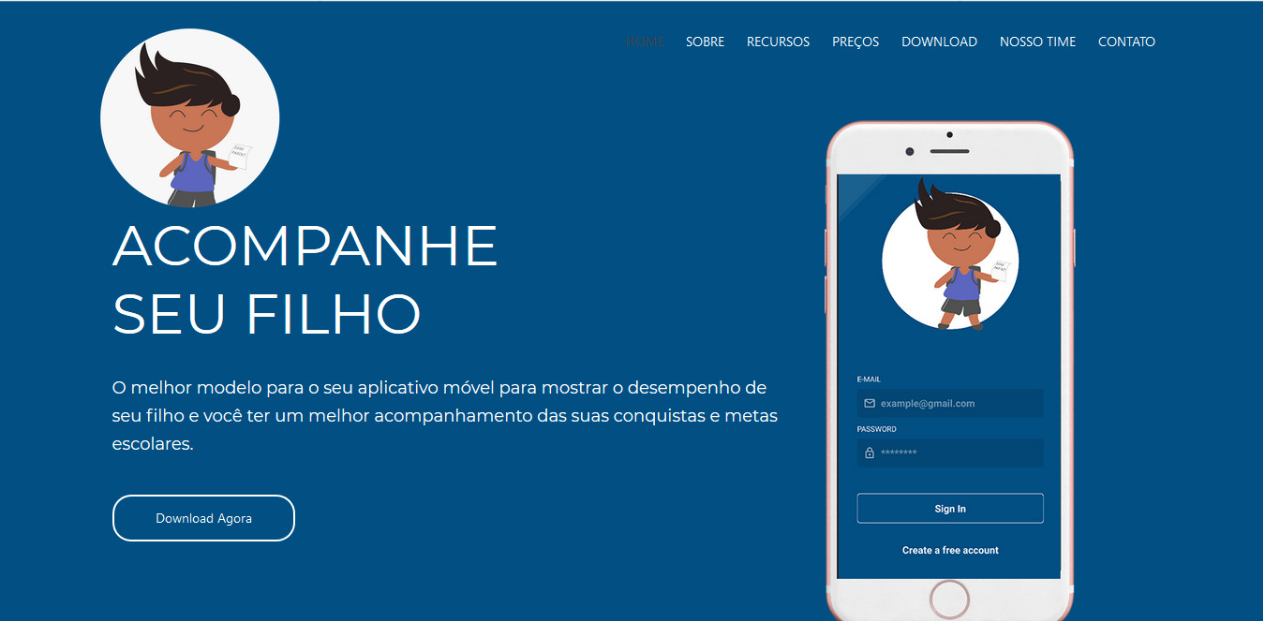 HOME SOBRE RECURSOS PREÇOS DOWNLOAD NOSSO TIME CONTATO
ACOMPANHE
SEU FILHO
O melhor modelo para o seu aplicativo móvel para mostrar o desempenho de
seu filho e você ter um melhor acompanhamento das suas conquistas e metas
escolares.
Download Agora
E-MAIL
example@gmail.com
PASSWORD
********
Sign In
Create a free account